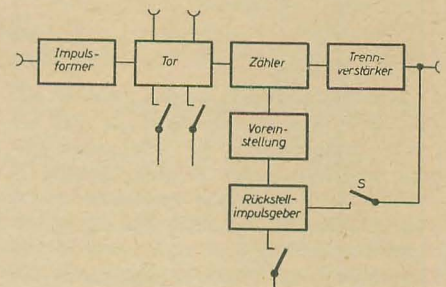 Impuls-
former
Tor
Zähler
Trenn-
verstärker
Vorein-
stellung
S
Rückstell-
impulsgeber